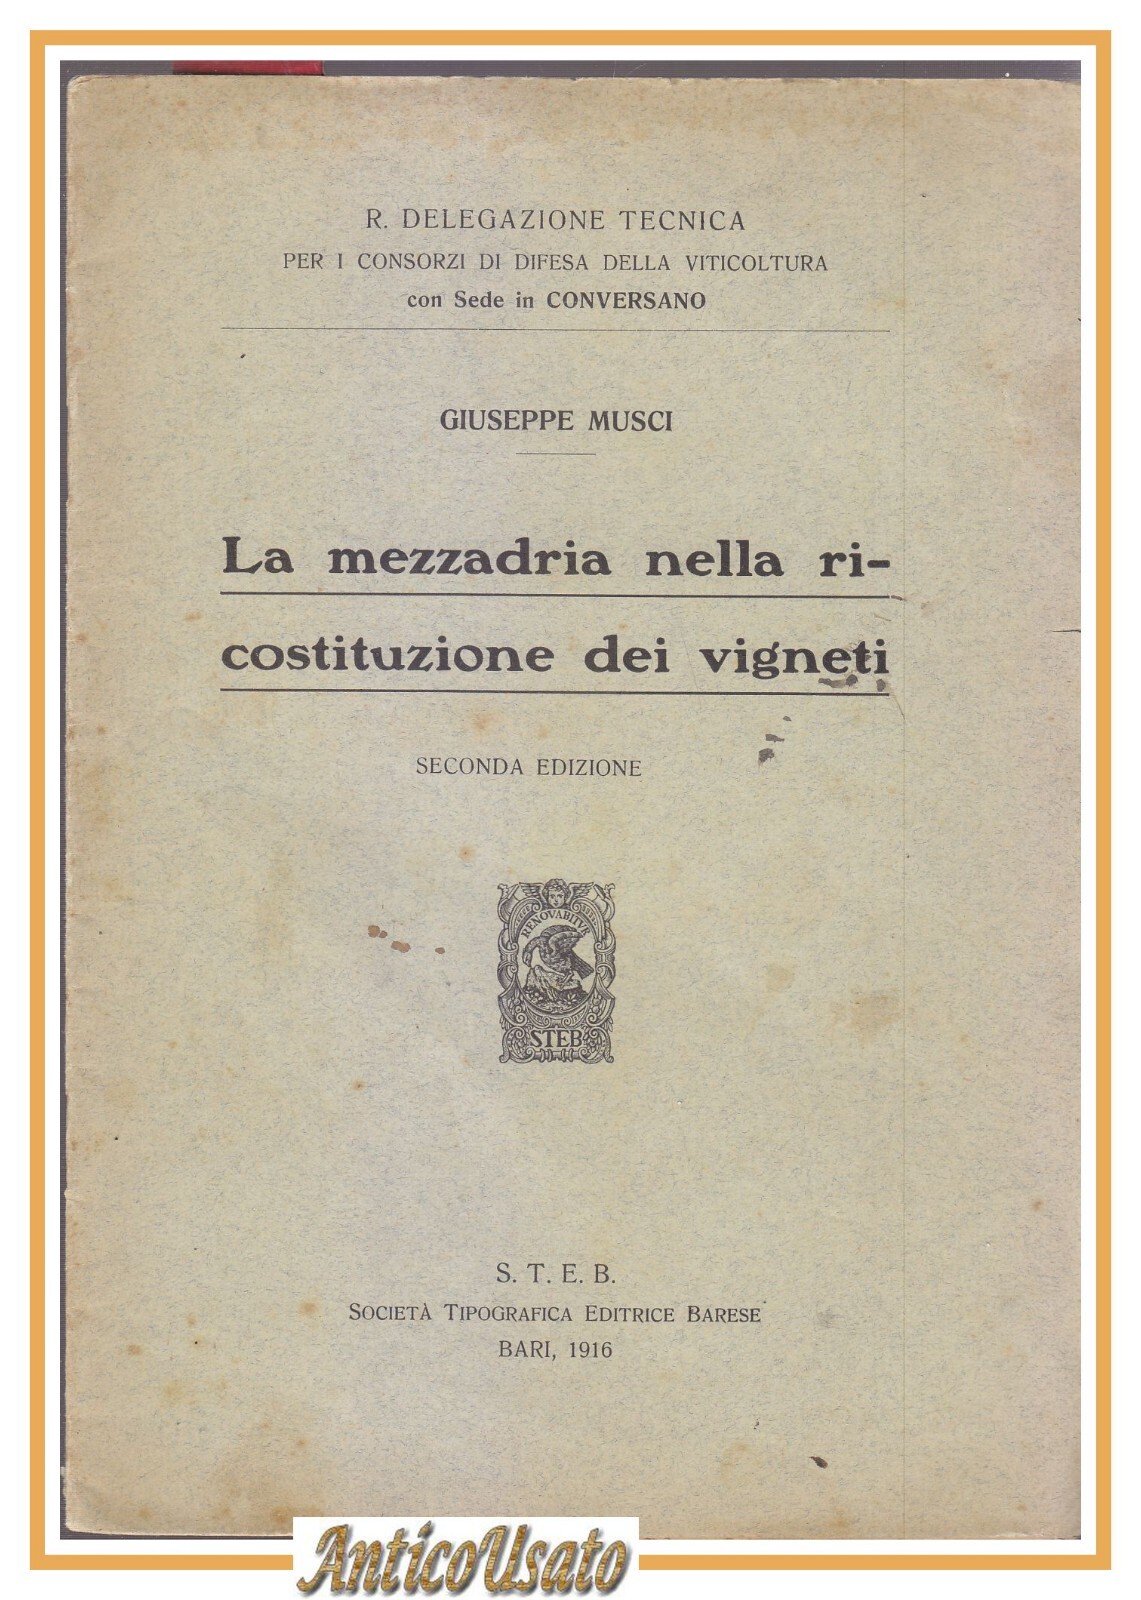 R. DELEGAZIONE TECNICA
PER I CONSORZI DI DIFESA DELLA VITICOLTURA
con Sede in CONVERSANO
GIUSEPPE MUSCI
La mezzadria nella ri-
costituzione dei vigneti
SECONDA EDIZIONE
RENOVABITVR
STEB
S. T. E. B.
SOCIETÀ TIPOGRAFICA EDITRICE BARESE
BARI, 1916
AnticoUsato